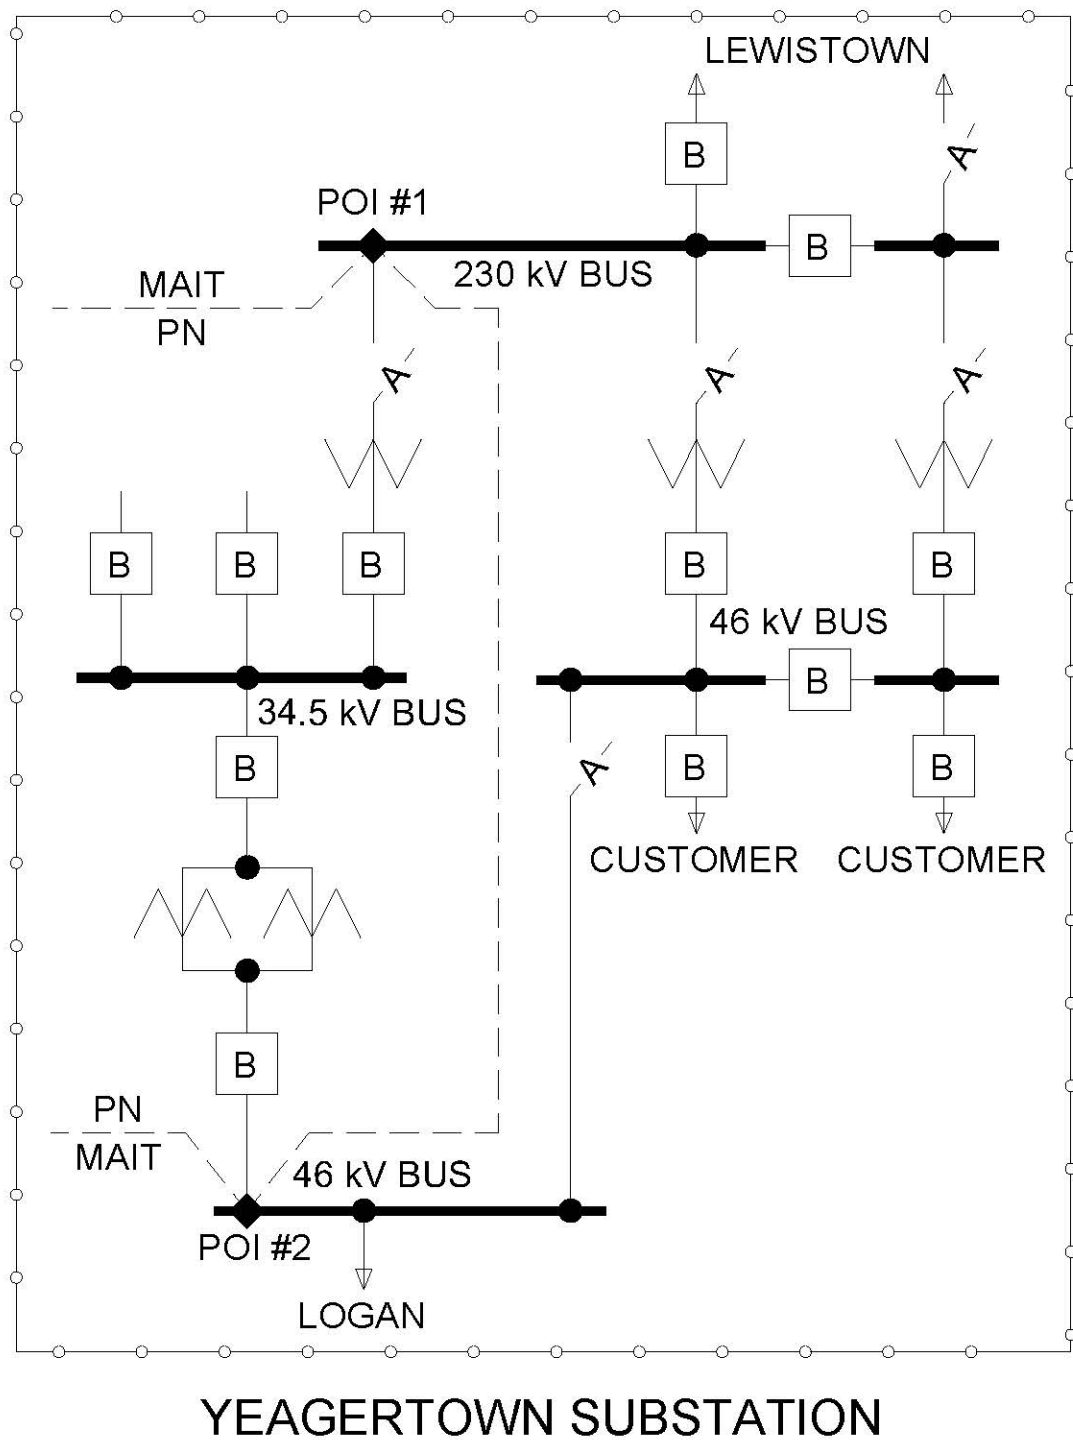 LEWISTOWN
B
A
POI #1
B
230 kV BUS
MAIT
PN
A
A
A
B
B
B
B
B
46 kV BUS
B
34.5 kV BUS
B
A
B
B
CUSTOMER
CUSTOMER
B
PN
MAIT
46 kV BUS
POI #2
LOGAN
YEAGERTOWN SUBSTATION